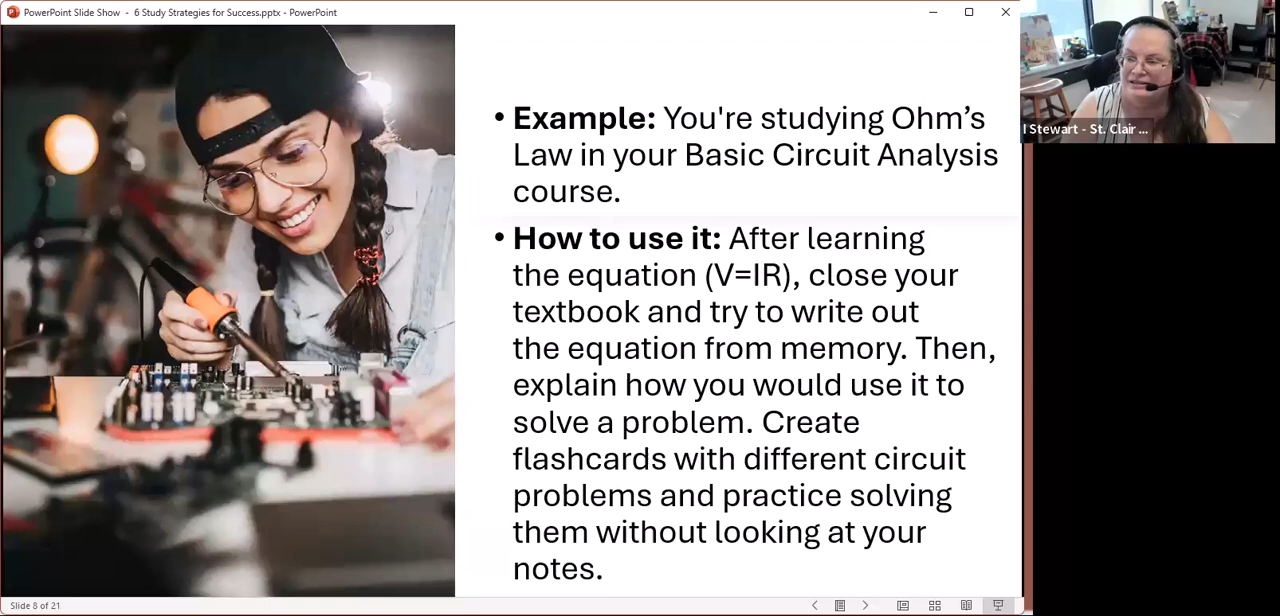 PowerPoint Slide Show - 6 Study Strategies for Success.pptx - PowerPoint
I Stewart - St. Clair ...
• Example: You're studying Ohm’s
Law in your Basic Circuit Analysis
course.
• How to use it: After learning
the equation (V=IR), close your
textbook and try to write out
the equation from memory. Then,
explain how you would use it to
solve a problem. Create
flashcards with different circuit
problems and practice solving
them without looking at your
notes.
Slide 8 of 21